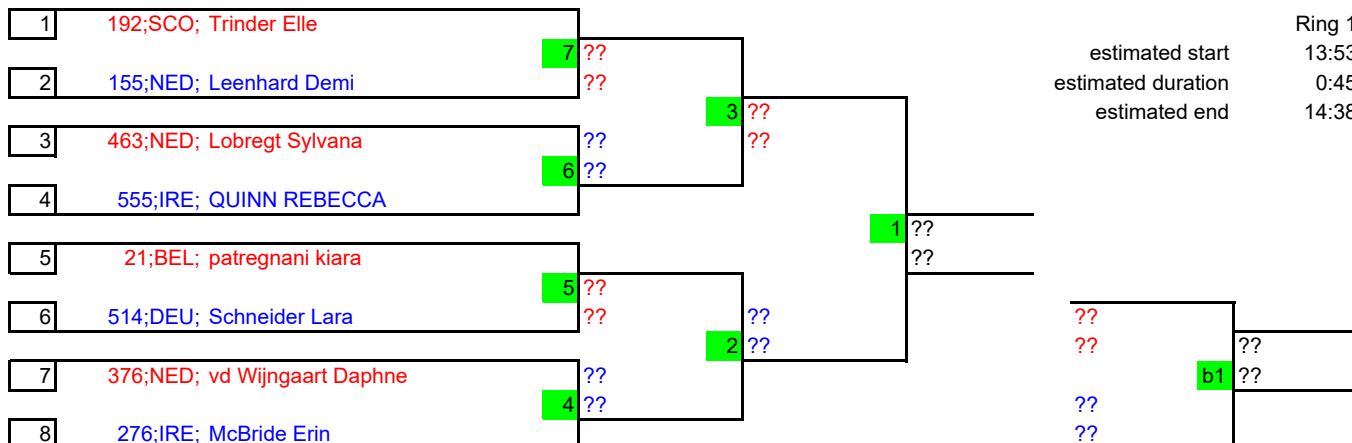 1 192;SCO; Trinder Elle Ring 1
7 ?? estimated start 13:53
2 155;NED; Leenhard Demi ?? estimated duration 0:45
3 ?? estimated end 14:38
3 463;NED; Lobregt Sylvana ?? ??
6 ??
4 555;IRE; QUINN REBECCA
1 ??
5 21;BEL; patregnani kiara ??
5 ??
6 514;DEU; Schneider Lara ?? ?? ??
2 ?? ?? ??
7 376;NED; vd Wijngaart Daphne ?? b1 ??
4 ?? ??
8 276;IRE; McBride Erin ??